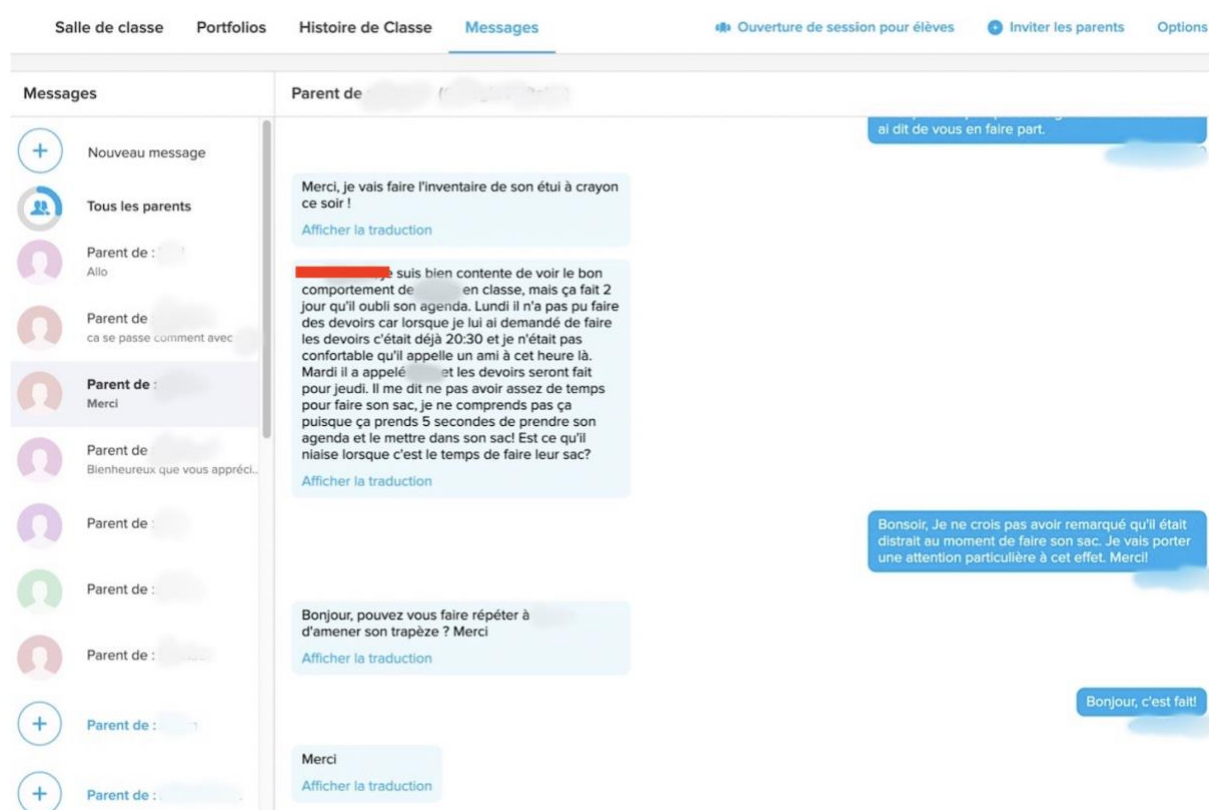 Salle de classe Portfolios Histoire de Classe Messages Ouverture de session pour élèves Inviter les parents Options
Messages
Nouveau message
Tous les parents
Parent de :
Allo
Parent de :
ca se passe comment avec
Parent de :
Merci
Parent de
Bienheureux que vous appréci..
Parent de :
Parent de :
Parent de :
Parent de :
Parent de :
Parent de
ai dit de vous en faire part.
Merci, je vais faire l'inventaire de son étui à crayon
ce soir !
Afficher la traduction
suis bien contente de voir le bon
comportement de en classe, mais ça fait 2
jour qu'il oubli son agenda. Lundi il n'a pas pu faire
des devoirs car lorsque je lui ai demandé de faire
les devoirs c'était déjà 20:30 et je n'était pas
confortable qu'il appelle un ami à cet heure là.
Mardi il a appelé et les devoirs seront fait
pour jeudi. Il me dit ne pas avoir assez de temps
pour faire son sac, je ne comprends pas ça
puisque ça prends 5 secondes de prendre son
agenda et le mettre dans son sac! Est ce qu'il
niaise lorsque c'est le temps de faire leur sac?
Afficher la traduction
Bonsoir, Je ne crois pas avoir remarqué qu'il était
distrait au moment de faire son sac. Je vais porter
une attention particulière à cet effet. Merci!
Bonjour, pouvez vous faire répéter à
d'amener son trapèze ? Merci
Afficher la traduction
Bonjour, c'est fait!
Merci
Afficher la traduction